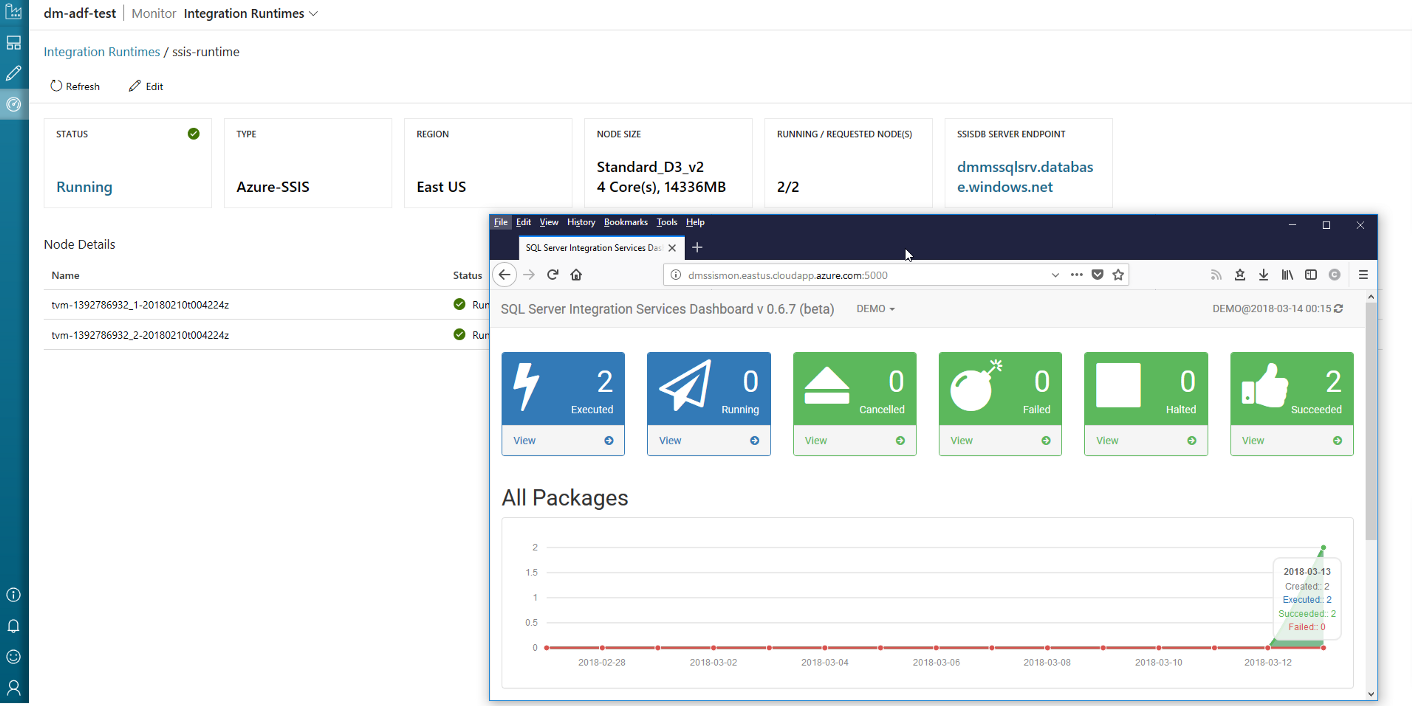 dm-adf-test Monitor Integration Runtimes
Integration Runtimes / ssis-runtime
Refresh Edit
STATUS
Running
TYPE
Azure-SSIS
REGION
East US
NODE SIZE
Standard_D3_v2
4 Core(s), 14336MB
RUNNING / REQUESTED NODE(S)
2/2
SSISDB SERVER ENDPOINT
dmmssqlsrv.databas
e.windows.net
Node Details
Name Status
tvm-1392786932_1-20180210t004224z Run
tvm-1392786932_2-20180210t004224z Run
File Edit View History Bookmarks Tools Help
SQL Server Integration Services Das
dmssismon.eastus.cloudapp.azure.com:5000
SQL Server Integration Services Dashboard v 0.6.7 (beta) DEMO DEMO@2018-03-14 00:15
2
Executed
View
0
Running
View
0
Cancelled
View
0
Failed
View
0
Halted
View
2
Succeeded
View
All Packages
2
1.5
1
0.5
0
2018-02-28 2018-03-02 2018-03-04 2018-03-06 2018-03-08 2018-03-10 2018-03-12
2018-03-13
Created:: 2
Executed:: 2
Succeeded:: 2
Failed:: 0